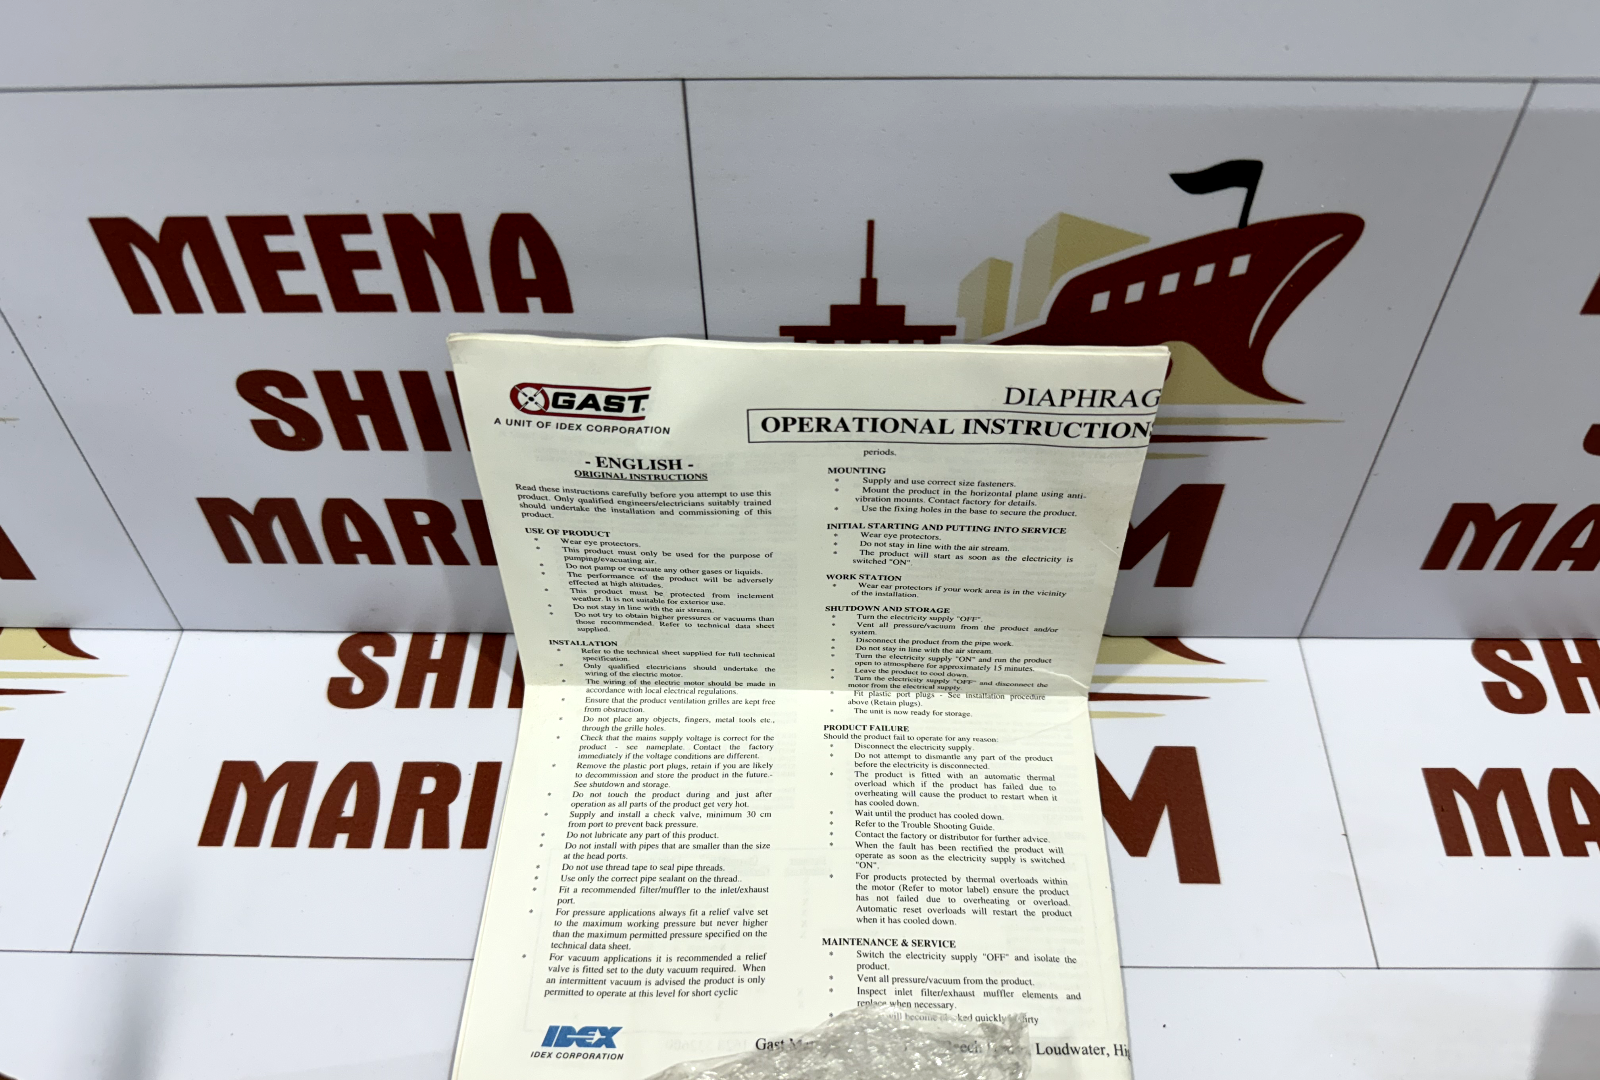 MEENA
SHI
MARI
M
MA
SHI
MARI
M
SH
MA
GAST
A UNIT OF IDEX CORPORATION
DIAPHRAG
OPERATIONAL INSTRUCTIONS
- ENGLISH -
ORIGINAL INSTRUCTIONS
Read these instructions carefully before you attempt to use this
product. Only qualified engineers/electricians suitably trained
should undertake the installation and commissioning of this
product.
USE OF PRODUCT
* Wear eye protectors.
* This product must only be used for the purpose of
pumping/evacuating air.
* Do not pump or evacuate any other gases or liquids.
* The performance of the product will be adversely
effected at high altitudes.
* This product must be protected from inclement
weather. It is not suitable for exterior use.
* Do not stay in line with the air stream.
* Do not try to obtain higher pressures or vacuums than
those recommended. Refer to technical data sheet
supplied.
INSTALLATION
* Refer to the technical sheet supplied for full technical
specification.
* Only qualified electricians should undertake the
wiring of the electric motor.
* The wiring of the electric motor should be made in
accordance with local electrical regulations.
* Ensure that the product ventilation grilles are kept free
from obstruction.
* Do not place any objects, fingers, metal tools etc.,
through the grille holes.
* Check that the mains supply voltage is correct for the
product - see nameplate. Contact the factory
immediately if the voltage conditions are different.
* Remove the plastic port plugs, retain if you are likely
to decommission and store the product in the future.-
See shutdown and storage.
* Do not touch the product during and just after
operation as all parts of the product get very hot.
* Supply and install a check valve, minimum 30 cm
from port to prevent back pressure.
* Do not lubricate any part of this product.
* Do not install with pipes that are smaller than the size
at the head ports.
* Do not use thread tape to seal pipe threads.
* Use only the correct pipe sealant on the thread..
* Fit a recommended filter/muffler to the inlet/exhaust
port.
* For pressure applications always fit a relief valve set
to the maximum working pressure but never higher
than the maximum permitted pressure specified on the
technical data sheet.
* For vacuum applications it is recommended a relief
valve is fitted set to the duty vacuum required. When
an intermittent vacuum is advised the product is only
permitted to operate at this level for short cyclic
periods.
MOUNTING
* Supply and use correct size fasteners.
* Mount the product in the horizontal plane using anti-
vibration mounts. Contact factory for details.
* Use the fixing holes in the base to secure the product.
INITIAL STARTING AND PUTTING INTO SERVICE
* Wear eye protectors.
* Do not stay in line with the air stream.
* The product will start as soon as the electricity is
switched "ON".
WORK STATION
* Wear ear protectors if your work area is in the vicinity
of the installation.
SHUTDOWN AND STORAGE
* Turn the electricity supply "OFF".
* Vent all pressure/vacuum from the product and/or
system.
* Disconnect the product from the pipe work.
* Do not stay in line with the air stream.
* Turn the electricity supply "ON" and run the product
open to atmosphere for approximately 15 minutes.
* Leave the product to cool down.
* Turn the electricity supply "OFF" and disconnect the
motor from the electrical supply.
* Fit plastic port plugs - See installation procedure
above (Retain plugs).
* The unit is now ready for storage.
PRODUCT FAILURE
Should the product fail to operate for any reason:
* Disconnect the electricity supply.
* Do not attempt to dismantle any part of the product
before the electricity is disconnected.
* The product is fitted with an automatic thermal
overload which if the product has failed due to
overheating will cause the product to restart when it
has cooled down.
* Wait until the product has cooled down.
* Refer to the Trouble Shooting Guide.
* Contact the factory or distributor for further advice.
* When the fault has been rectified the product will
operate as soon as the electricity supply is switched
"ON".
* For products protected by thermal overloads within
the motor (Refer to motor label) ensure the product
has not failed due to overheating or overload.
Automatic reset overloads will restart the product
when it has cooled down.
MAINTENANCE & SERVICE
* Switch the electricity supply "OFF" and isolate the
product.
* Vent all pressure/vacuum from the product.
* Inspect inlet filter/exhaust muffler elements and
replace when necessary.
* will become quickly
IDEX
IDEX CORPORATION
Gast Beech Loudwater, Hi